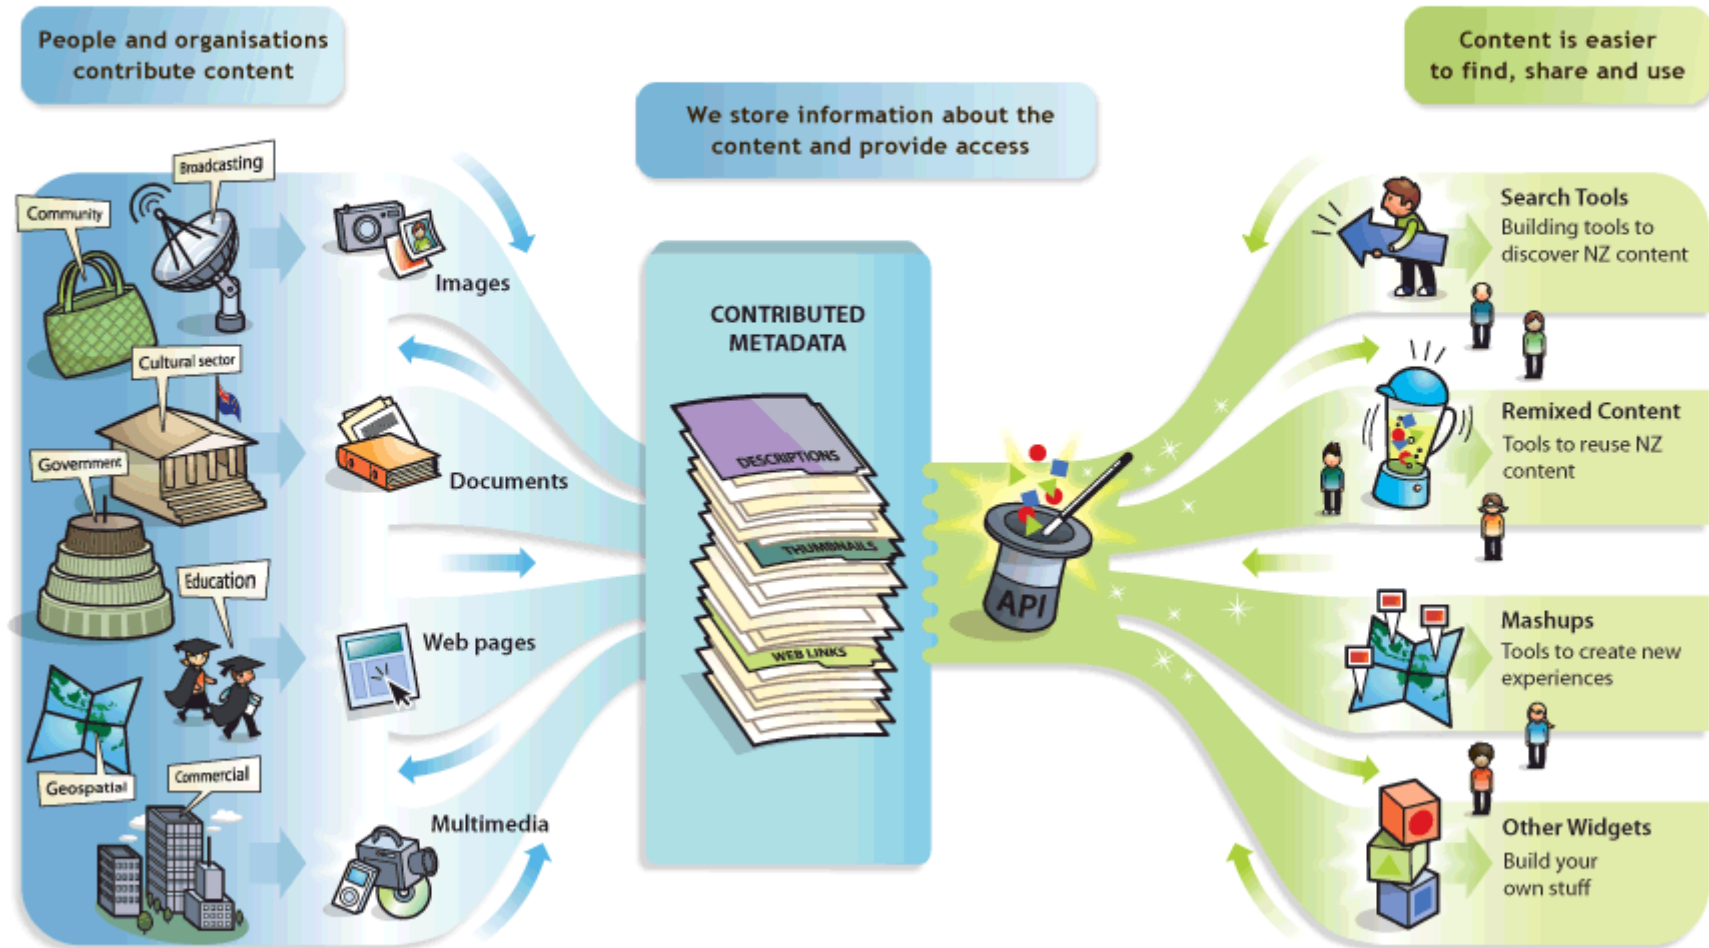 People and organisations
contribute content
We store information about the
content and provide access
Content is easier
to find, share and use
Broadcasting
Community
Cultural sector
Government
Education
Geospatial
Commercial
Images
Documents
Web pages
Multimedia
CONTRIBUTED
METADATA
DESCRIPTIONS
THUMBNAILS
WEB LINKS
API
Search Tools
Building tools to
discover NZ content
Remixed Content
Tools to reuse NZ
content
Mashups
Tools to create new
experiences
Other Widgets
Build your
own stuff